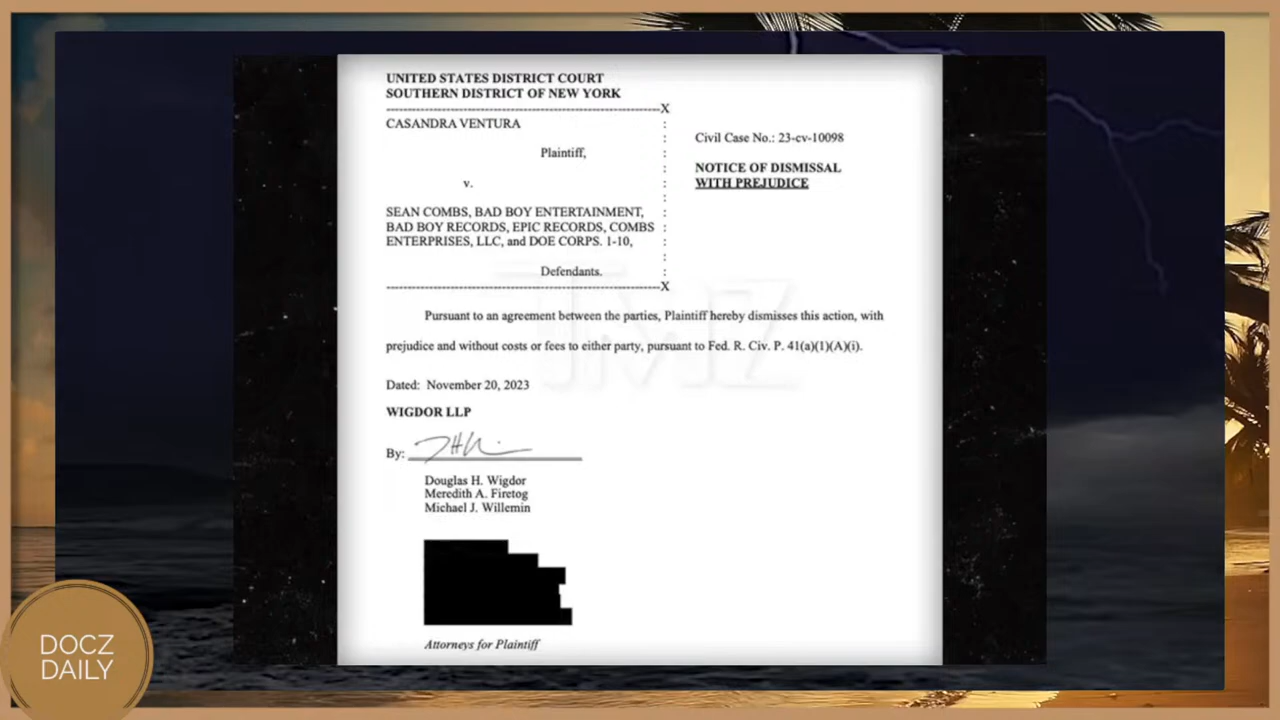 UNITED STATES DISTRICT COURT
SOUTHERN DISTRICT OF NEW YORK
--------------------------------------------------------------------X
CASANDRA VENTURA
Plaintiff,
v.
SEAN COMBS, BAD BOY ENTERTAINMENT,
BAD BOY RECORDS, EPIC RECORDS, COMBS
ENTERPRISES, LLC, and DOE CORPS. 1-10,
Defendants.
--------------------------------------------------------------------X
Civil Case No.: 23-cv-10098
NOTICE OF DISMISSAL
WITH PREJUDICE
Pursuant to an agreement between the parties, Plaintiff hereby dismisses this action, with
prejudice and without costs or fees to either party, pursuant to Fed. R. Civ. P. 41(a)(1)(A)(i).
TMZ
Dated: November 20, 2023
WIGDOR LLP
By:
Douglas H. Wigdor
Meredith A. Firetog
Michael J. Willemin
Attorneys for Plaintiff
DOCZ
DAILY